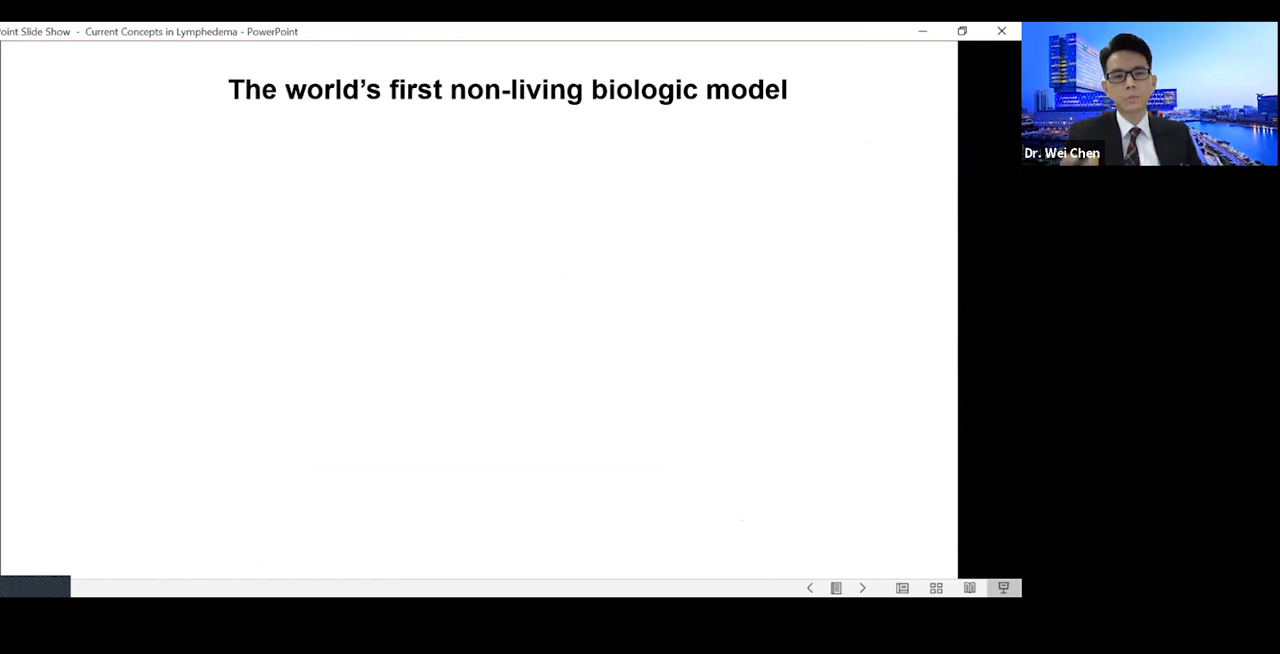 oint Slide Show - Current Concepts in Lymphedema - PowerPoint
The world's first non-living biologic model
Dr. Wei Chen